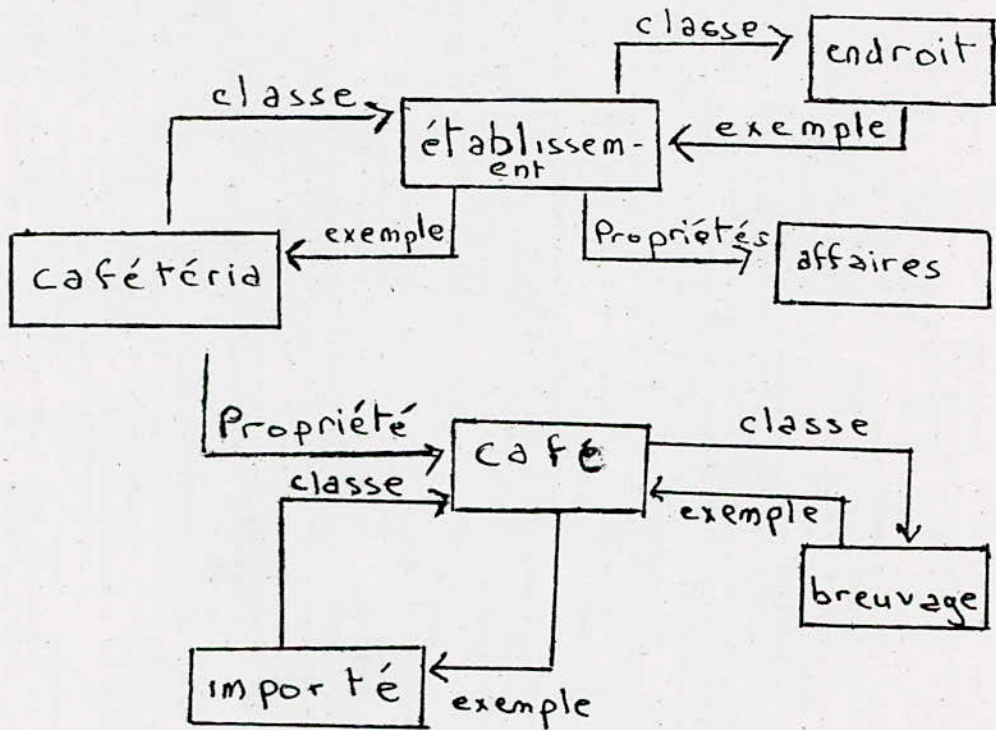 classe
endroit
classe
exemple
établissem-
ent
exemple
Propriétés
cafétéria
affaires
Propriété
café
classe
classe
exemple
breuvage
importé
exemple